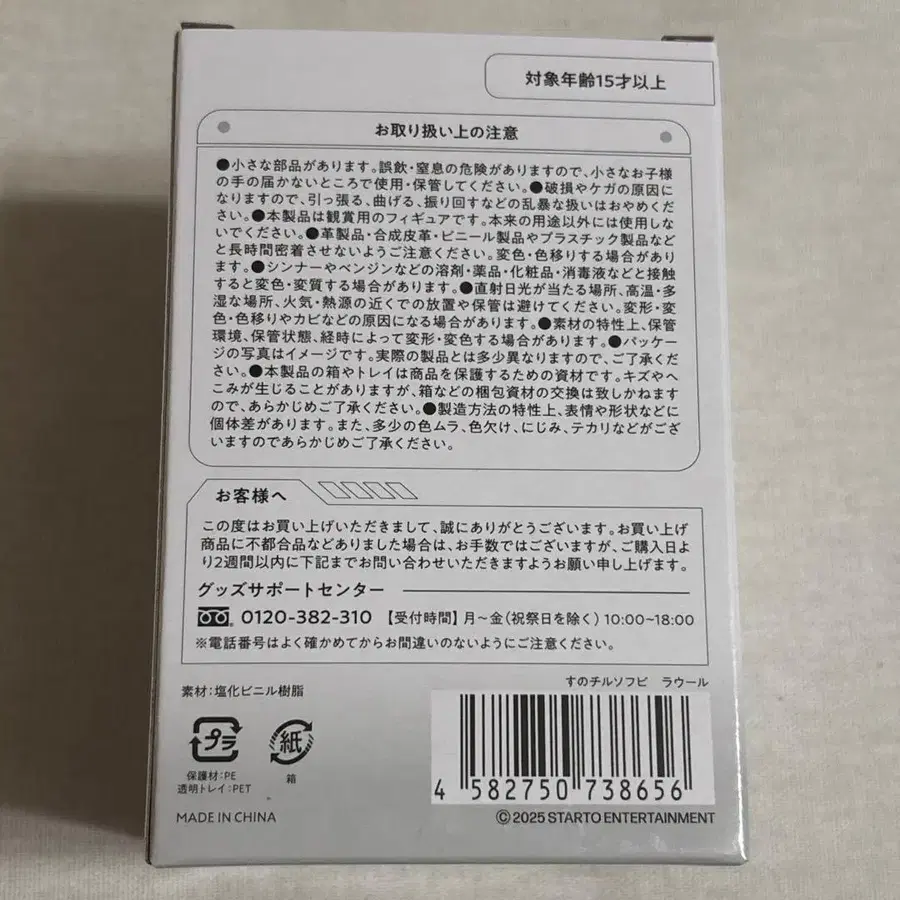 対象年齢15才以上
お取り扱い上の注意
●小さな部品があります。誤飲・窒息の危険がありますので、小さなお子様
の手の届かないところで使用・保管してください。●破損やケガの原因に
なりますので、引っ張る、曲げる、振り回すなどの乱暴な扱いはおやめくだ
さい。●本製品は観賞用のフィギュアです。本来の用途以外には使用しな
いでください。●革製品・合成皮革・ビニール製品やプラスチック製品など
と長時間密着させないようご注意ください。変色・色移りする場合があり
ます。●シンナーやベンジンなどの溶剤・薬品・化粧品・消毒液などと接触
すると変色・変質する場合があります。●直射日光が当たる場所、高温・多
湿な場所、火気・熱源の近くでの放置や保管は避けてください。変形・変
色・色移りやカビなどの原因になる場合があります。●素材の特性上、保管
環境、保管状態、経時によって変形・変色する場合があります。●パッケ
ージの写真はイメージです。実際の製品とは多少異なりますので、ご了承くだ
さい。●本製品の箱やトレイは商品を保護するための資材です。キズやへ
こみが生じることがありますが、箱などの梱包資材の交換は致しかねます
ので、あらかじめご了承ください。●製造方法の特性上、表情や形状などに
個体差があります。また、多少の色ムラ、色欠け、にじみ、テカリなどがござ
いますのであらかじめご了承ください。
お客様へ
この度はお買い上げいただきまして、誠にありがとうございます。お買い上げ
商品に不都合品などありました場合は、お手数ではございますが、ご購入日よ
り2週間以内に下記までお問い合わせいただきますようお願い申し上げます。
グッズサポートセンター
0120-382-310 【受付時間】月〜金(祝祭日を除く)10:00~18:00
※電話番号はよく確かめてからお間違いのないようにご注意ください。
素材:塩化ビニル樹脂
すのチルソフビ ラウール
プラ
紙
保護材:PE
透明トレイ:PET
箱
4 582750 738656
MADE IN CHINA
©2025 STARTO ENTERTAINMENT